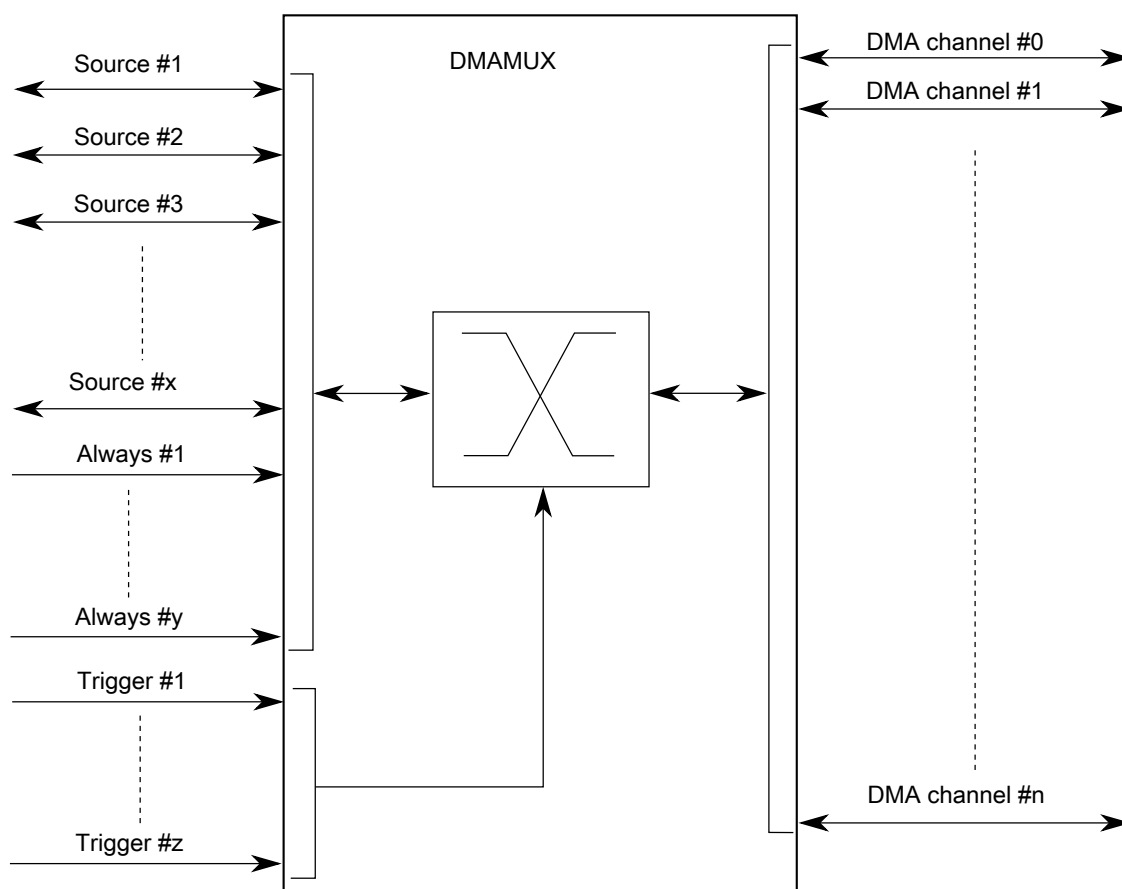 DMAMUX
Source #1
Source #2
Source #3
Source #x
Always #1
Always #y
Trigger #1
Trigger #z
DMA channel #0
DMA channel #1
DMA channel #n